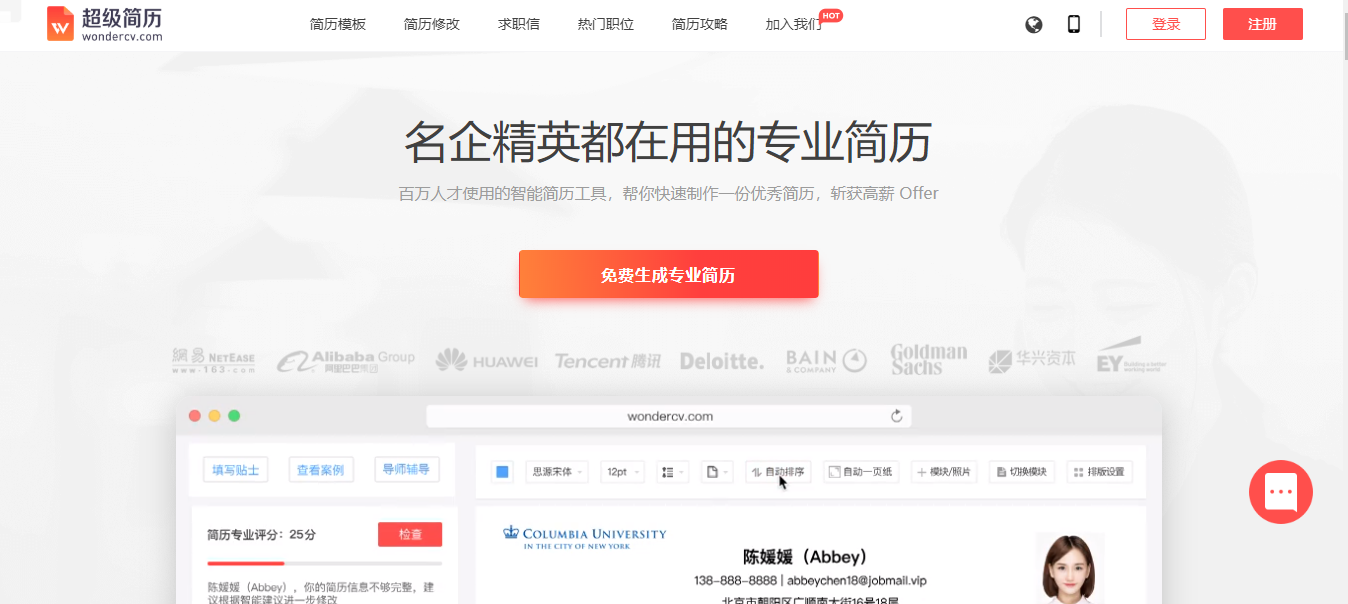 超级简历
wondercv.com
简历模板 简历修改 求职信 热门职位 简历攻略 加入我们 HOT
登录 注册
名企精英都在用的专业简历
百万人才使用的智能简历工具，帮你快速制作一份优秀简历，斩获高薪 Offer
免费生成专业简历
網易 NETEASE
www.163.com
Alibaba Group
阿里巴巴集团
HUAWEI
Tencent 腾讯
Deloitte.
BAIN
& COMPANY
Goldman
Sachs
华兴资本
EY Building a better
working world
wondercv.com
填写贴士 查看案例 导师辅导
思源宋体 12pt 自动排序 自动一页纸 模块/照片 切换模块 排版设置
简历专业评分：25分 检查
陈媛媛（Abbey），你的简历信息不够完整，建
议根据智能建议进一步修改
COLUMBIA UNIVERSITY
IN THE CITY OF NEW YORK
陈媛媛（Abbey）
138-888-8888 | abbeychen18@jobmail.vip
北京市朝阳区广顺南大街16号18层